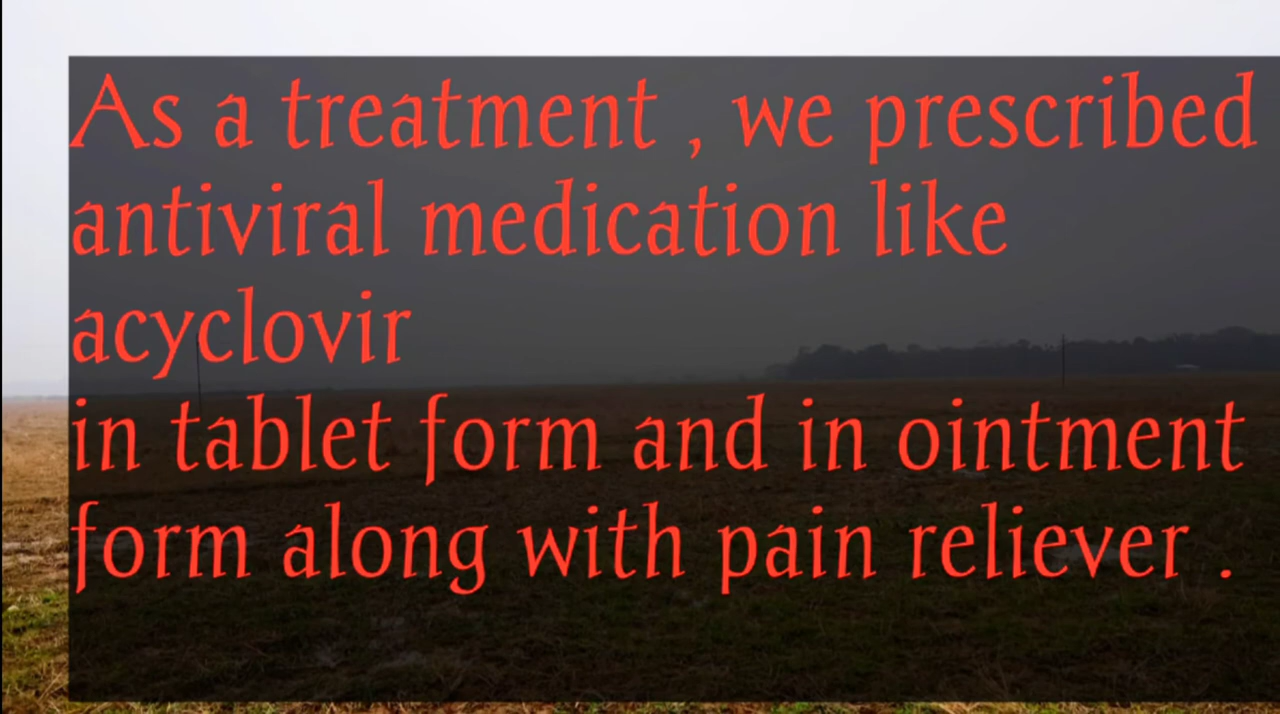 As a treatment , we prescribed
antiviral medication like
acyclovir
in tablet form and in ointment
form along with pain reliever .